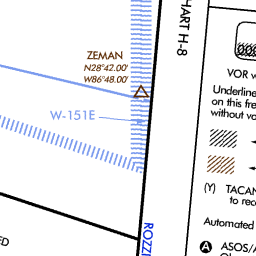 ZEMAN
N28°42.00'
W86°48.00'
W-151E
HART H-8
ROZZI
VOR w
Underline
on this fre
without vo
(Y) TACAN
to rec
Automated
A ASOS/A
ED